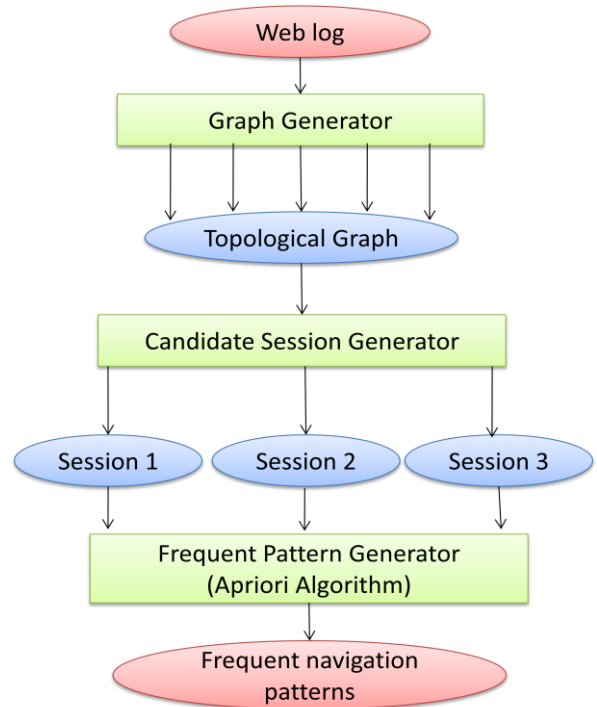 Web log
Graph Generator
Topological Graph
Candidate Session Generator
Session 1
Session 2
Session 3
Frequent Pattern Generator
(Apriori Algorithm)
Frequent navigation
patterns